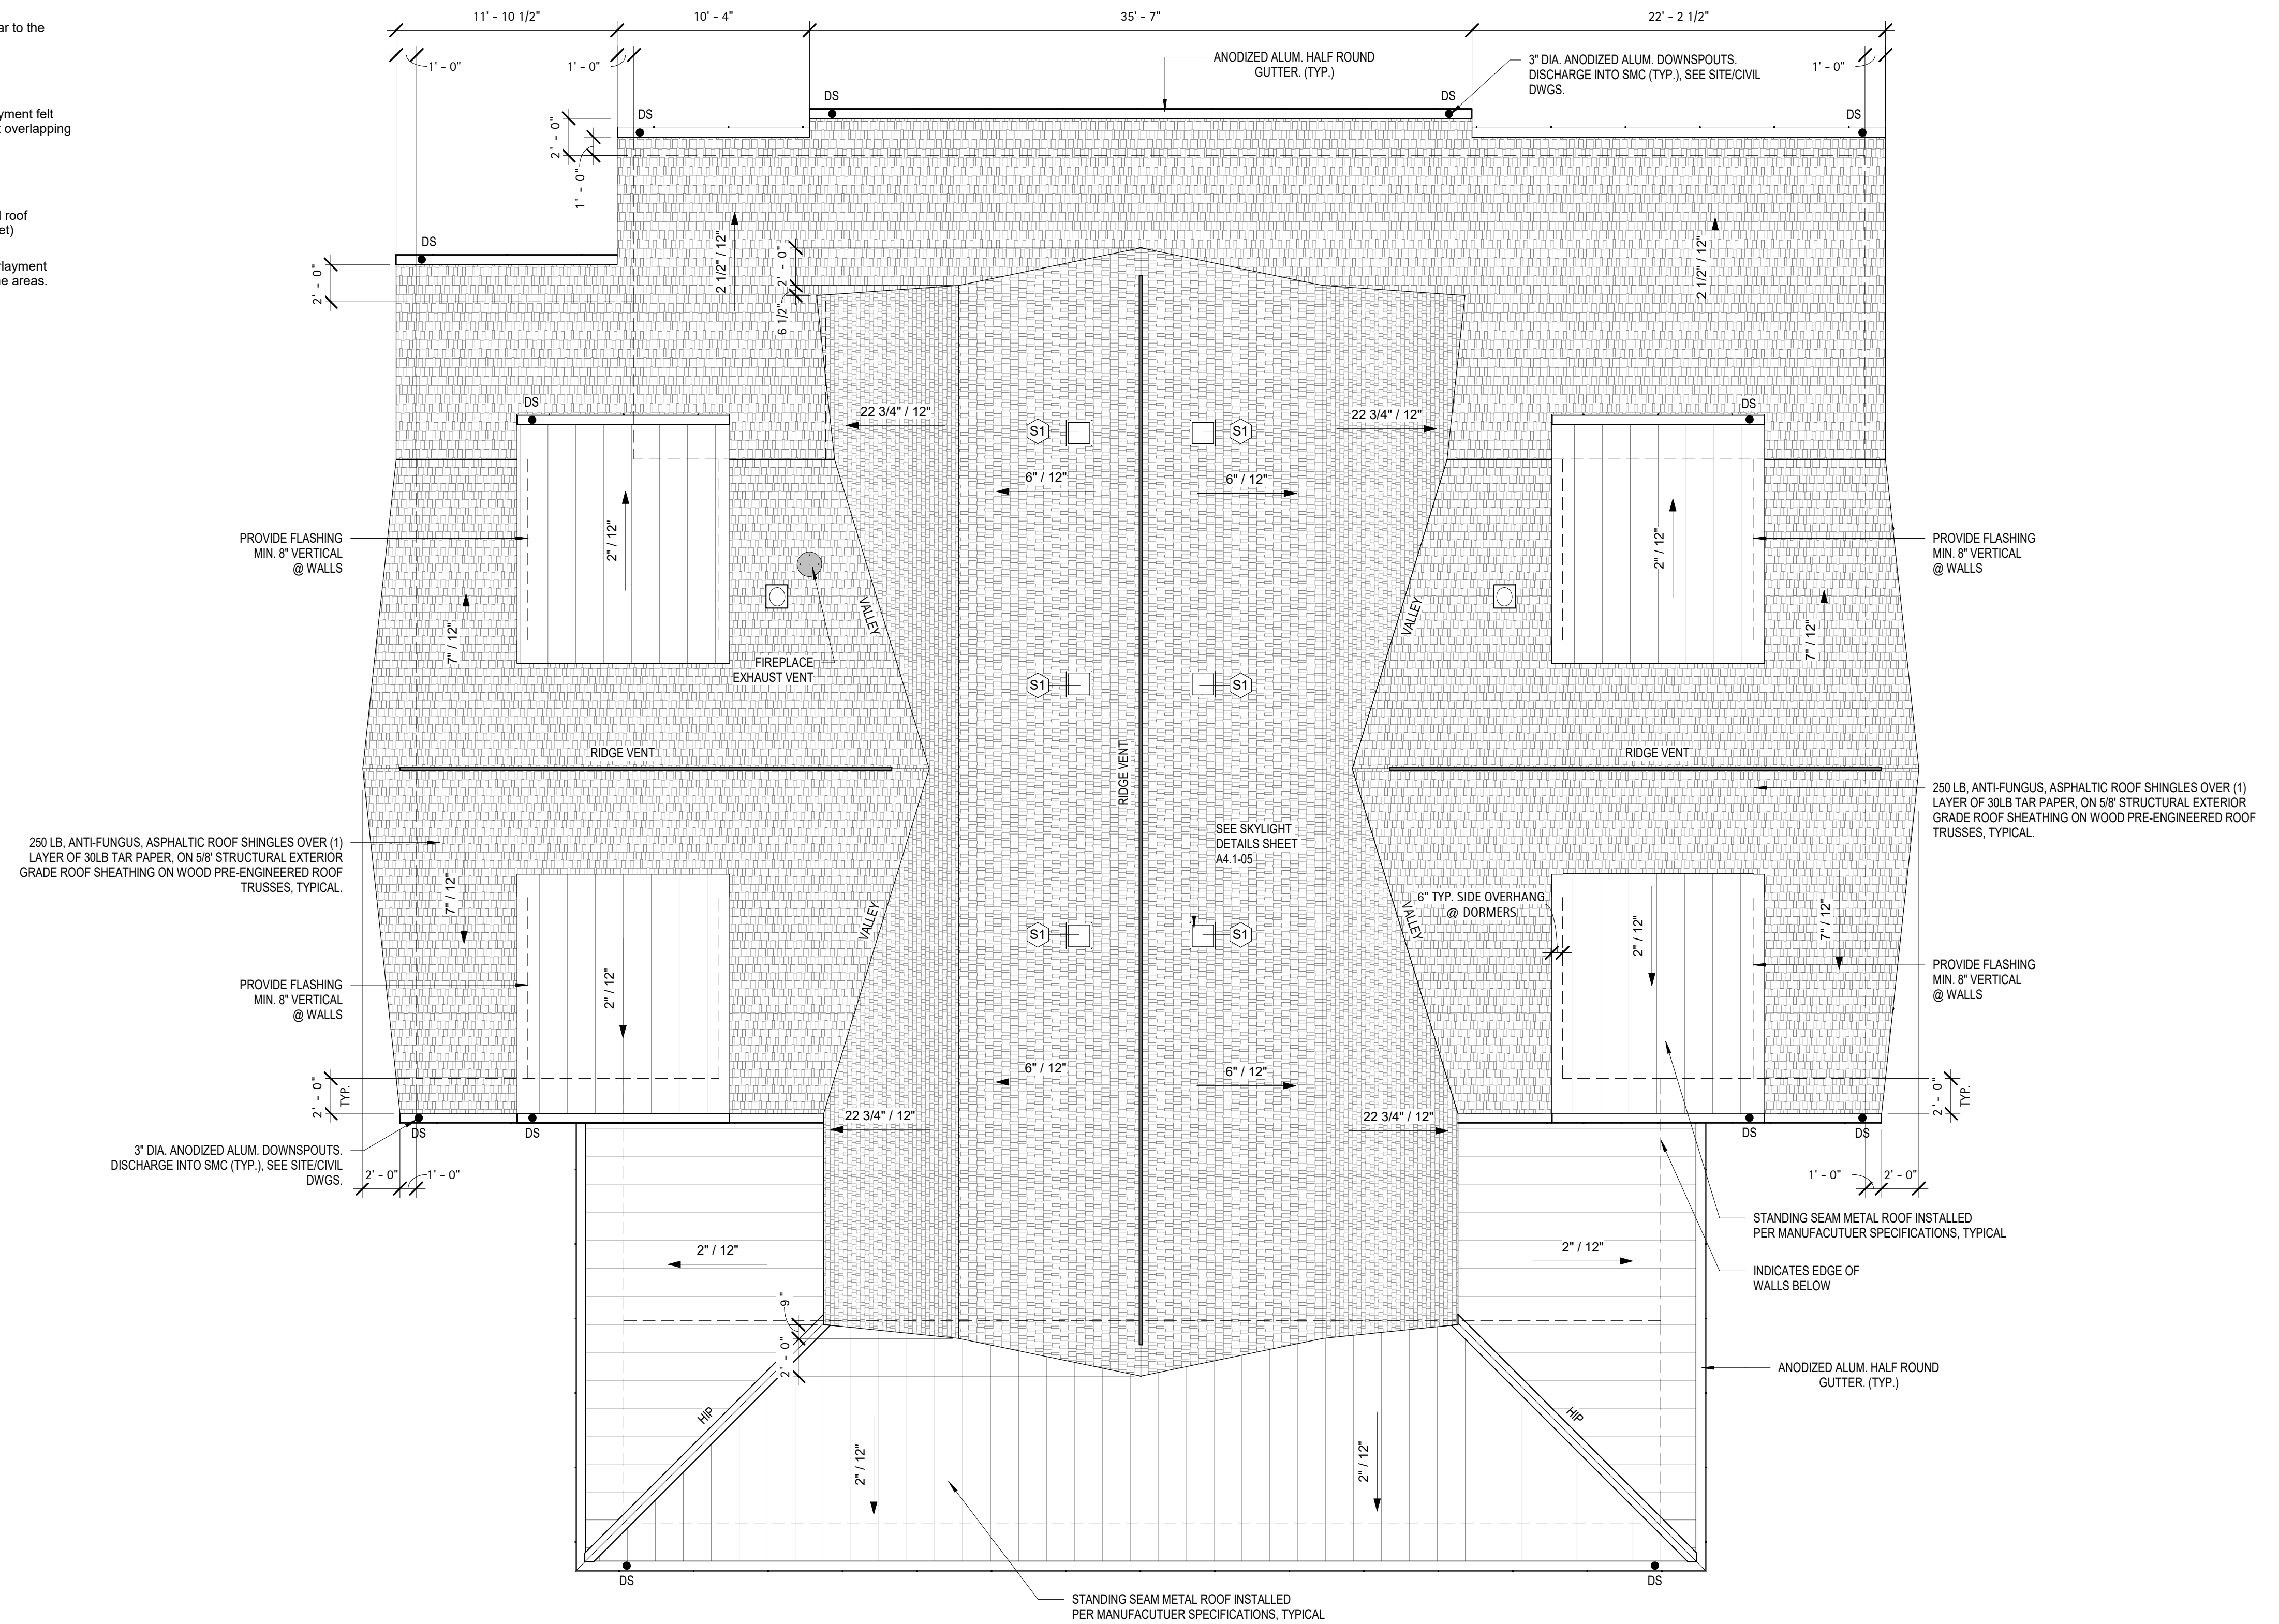 11' - 10 1/2"
10' - 4"
35' - 7"
22' - 2 1/2"
ar to the
1' - 0"
1' - 0"
ANODIZED ALUM. HALF ROUND
GUTTER. (TYP.)
3" DIA. ANODIZED ALUM. DOWNSPOUTS.
DISCHARGE INTO SMC (TYP.), SEE SITE/CIVIL
DWGS.
1' - 0"
yment felt
overlapping
DS
DS
DS
DS
2' - 0"
1' - 0"
roof
et)
DS
layment
e areas.
2' - 0"
2 1/2" / 12"
2' - 0"
6 1/2"
2 1/2" / 12"
DS
DS
22 3/4" / 12"
22 3/4" / 12"
S1
S1
6" / 12"
6" / 12"
PROVIDE FLASHING
MIN. 8" VERTICAL
@ WALLS
2" / 12"
2" / 12"
PROVIDE FLASHING
MIN. 8" VERTICAL
@ WALLS
7" / 12"
VALLEY
VALLEY
7" / 12"
FIREPLACE
EXHAUST VENT
S1
S1
RIDGE VENT
RIDGE VENT
RIDGE VENT
250 LB, ANTI-FUNGUS, ASPHALTIC ROOF SHINGLES OVER (1)
LAYER OF 30LB TAR PAPER, ON 5/8' STRUCTURAL EXTERIOR
GRADE ROOF SHEATHING ON WOOD PRE-ENGINEERED ROOF
TRUSSES, TYPICAL.
250 LB, ANTI-FUNGUS, ASPHALTIC ROOF SHINGLES OVER (1)
LAYER OF 30LB TAR PAPER, ON 5/8' STRUCTURAL EXTERIOR
GRADE ROOF SHEATHING ON WOOD PRE-ENGINEERED ROOF
TRUSSES, TYPICAL.
SEE SKYLIGHT
DETAILS SHEET
A4.1-05
7" / 12"
VALLEY
S1
S1
VALLEY
6" TYP. SIDE OVERHANG
@ DORMERS
2" / 12"
2" / 12"
7" / 12"
PROVIDE FLASHING
MIN. 8" VERTICAL
@ WALLS
PROVIDE FLASHING
MIN. 8" VERTICAL
@ WALLS
6" / 12"
6" / 12"
2' - 0"
TYP.
2' - 0"
TYP.
22 3/4" / 12"
22 3/4" / 12"
DS
DS
DS
DS
3" DIA. ANODIZED ALUM. DOWNSPOUTS.
DISCHARGE INTO SMC (TYP.), SEE SITE/CIVIL
DWGS.
2' - 0"
1' - 0"
1' - 0"
2' - 0"
STANDING SEAM METAL ROOF INSTALLED
PER MANUFACUTUER SPECIFICATIONS, TYPICAL
2" / 12"
2" / 12"
INDICATES EDGE OF
WALLS BELOW
9"
2' - 0"
ANODIZED ALUM. HALF ROUND
GUTTER. (TYP.)
HIP
HIP
2" / 12"
2" / 12"
DS
DS
STANDING SEAM METAL ROOF INSTALLED
PER MANUFACUTUER SPECIFICATIONS, TYPICAL